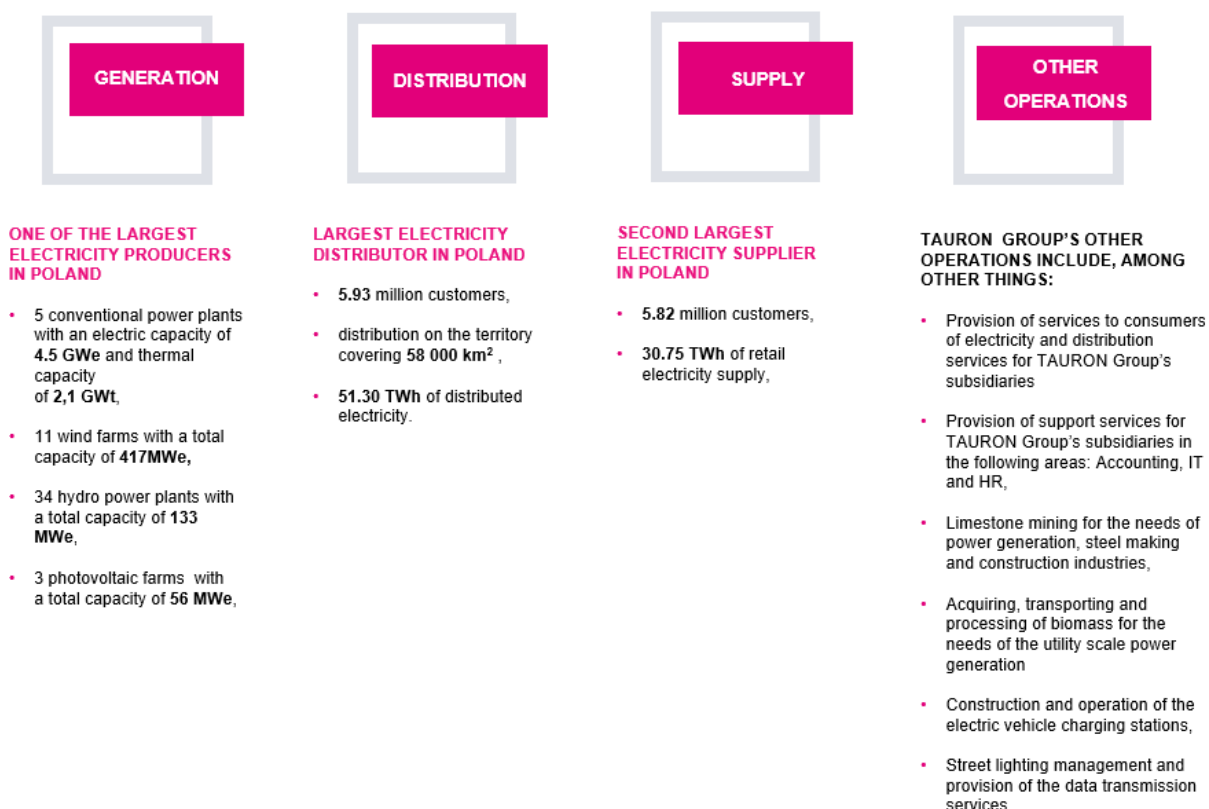 GENERATION
ONE OF THE LARGEST
ELECTRICITY PRODUCERS
IN POLAND
• 5 conventional power plants
with an electric capacity of
4.5 GWe and thermal
capacity
of 2,1 GWt,
• 11 wind farms with a total
capacity of 417MWe,
• 34 hydro power plants with
a total capacity of 133
MWe,
• 3 photovoltaic farms with
a total capacity of 56 MWe,
DISTRIBUTION
LARGEST ELECTRICITY
DISTRIBUTOR IN POLAND
• 5.93 million customers,
• distribution on the territory
covering 58 000 km² ,
• 51.30 TWh of distributed
electricity.
SUPPLY
SECOND LARGEST
ELECTRICITY SUPPLIER
IN POLAND
• 5.82 million customers,
• 30.75 TWh of retail
electricity supply,
OTHER
OPERATIONS
TAURON GROUP'S OTHER
OPERATIONS INCLUDE, AMONG
OTHER THINGS:
• Provision of services to consumers
of electricity and distribution
services for TAURON Group's
subsidiaries
• Provision of support services for
TAURON Group's subsidiaries in
the following areas: Accounting, IT
and HR,
• Limestone mining for the needs of
power generation, steel making
and construction industries,
• Acquiring, transporting and
processing of biomass for the
needs of the utility scale power
generation
• Construction and operation of the
electric vehicle charging stations,
• Street lighting management and
provision of the data transmission
services